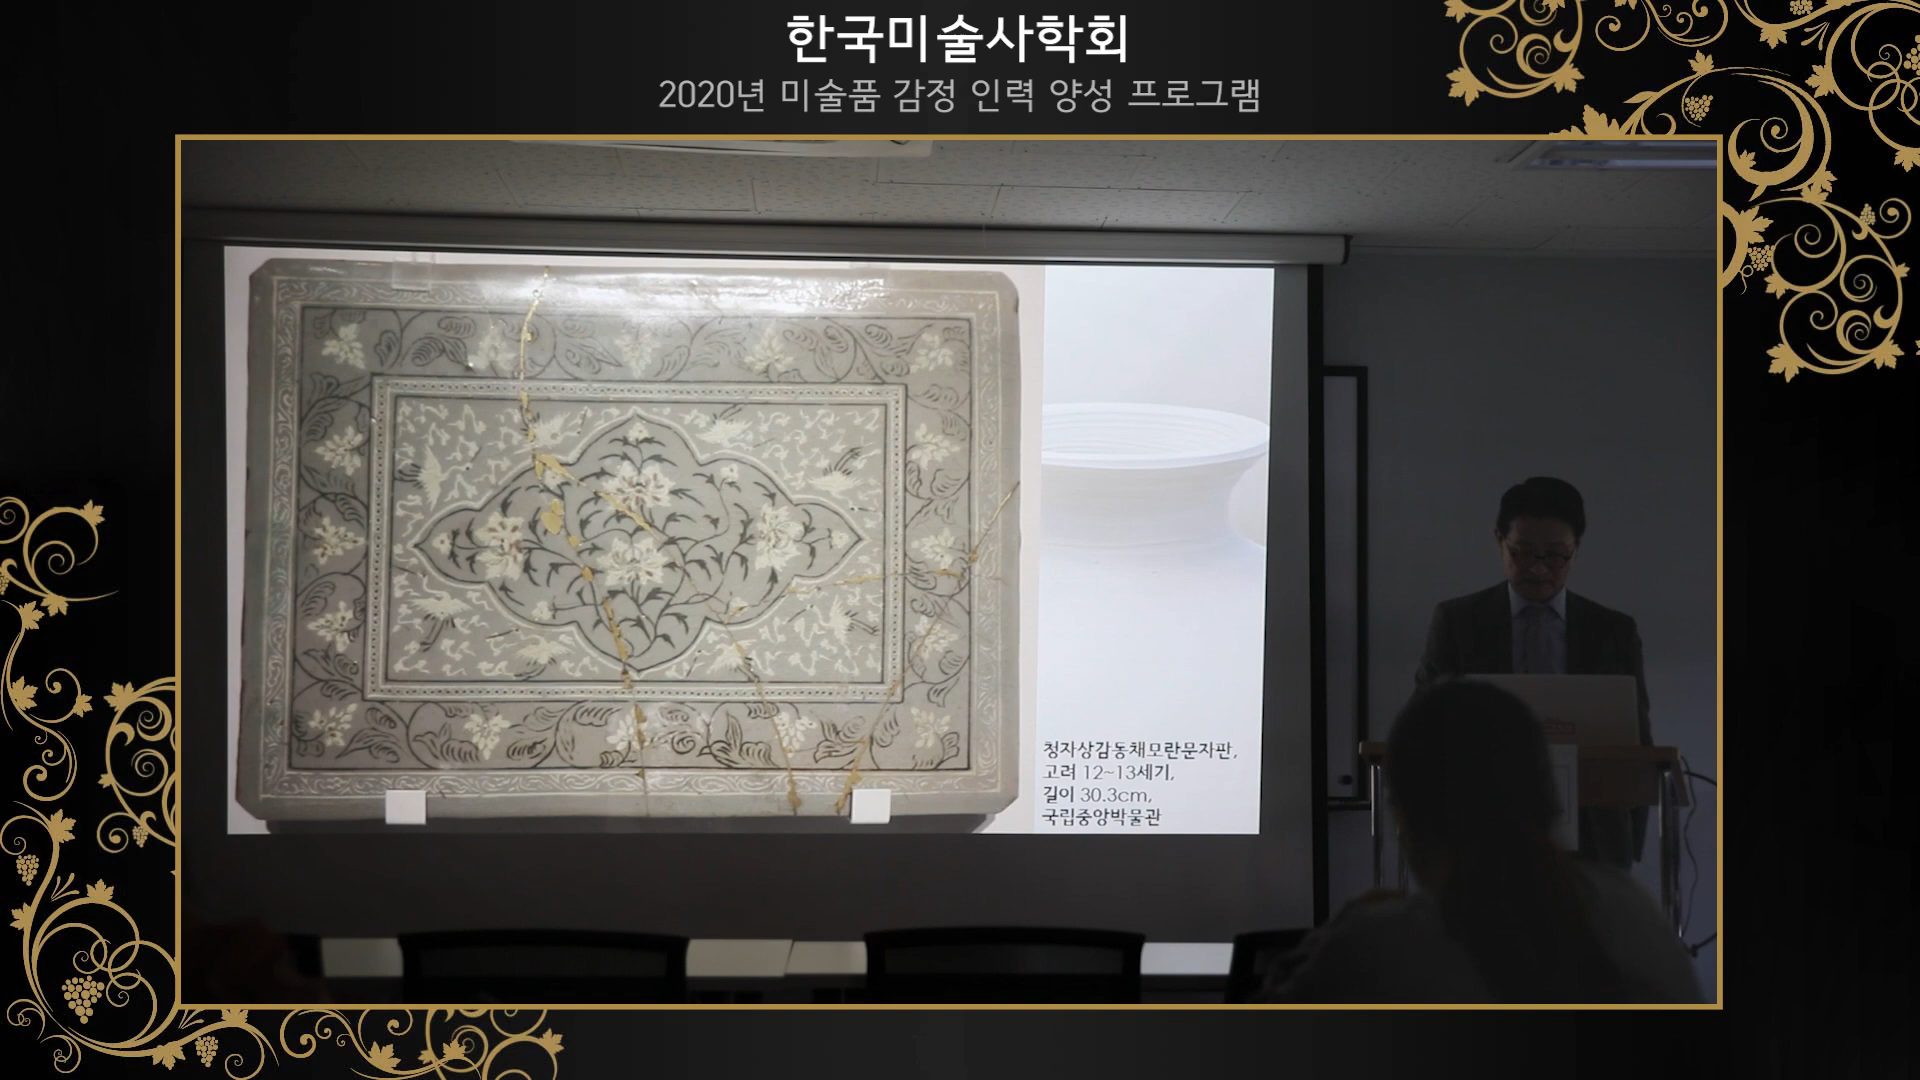 한국미술사학회
2020년 미술품 감정 인력 양성 프로그램
청자상감동채모란문자판,
고려 12~13세기,
길이 30.3cm,
국립중앙박물관